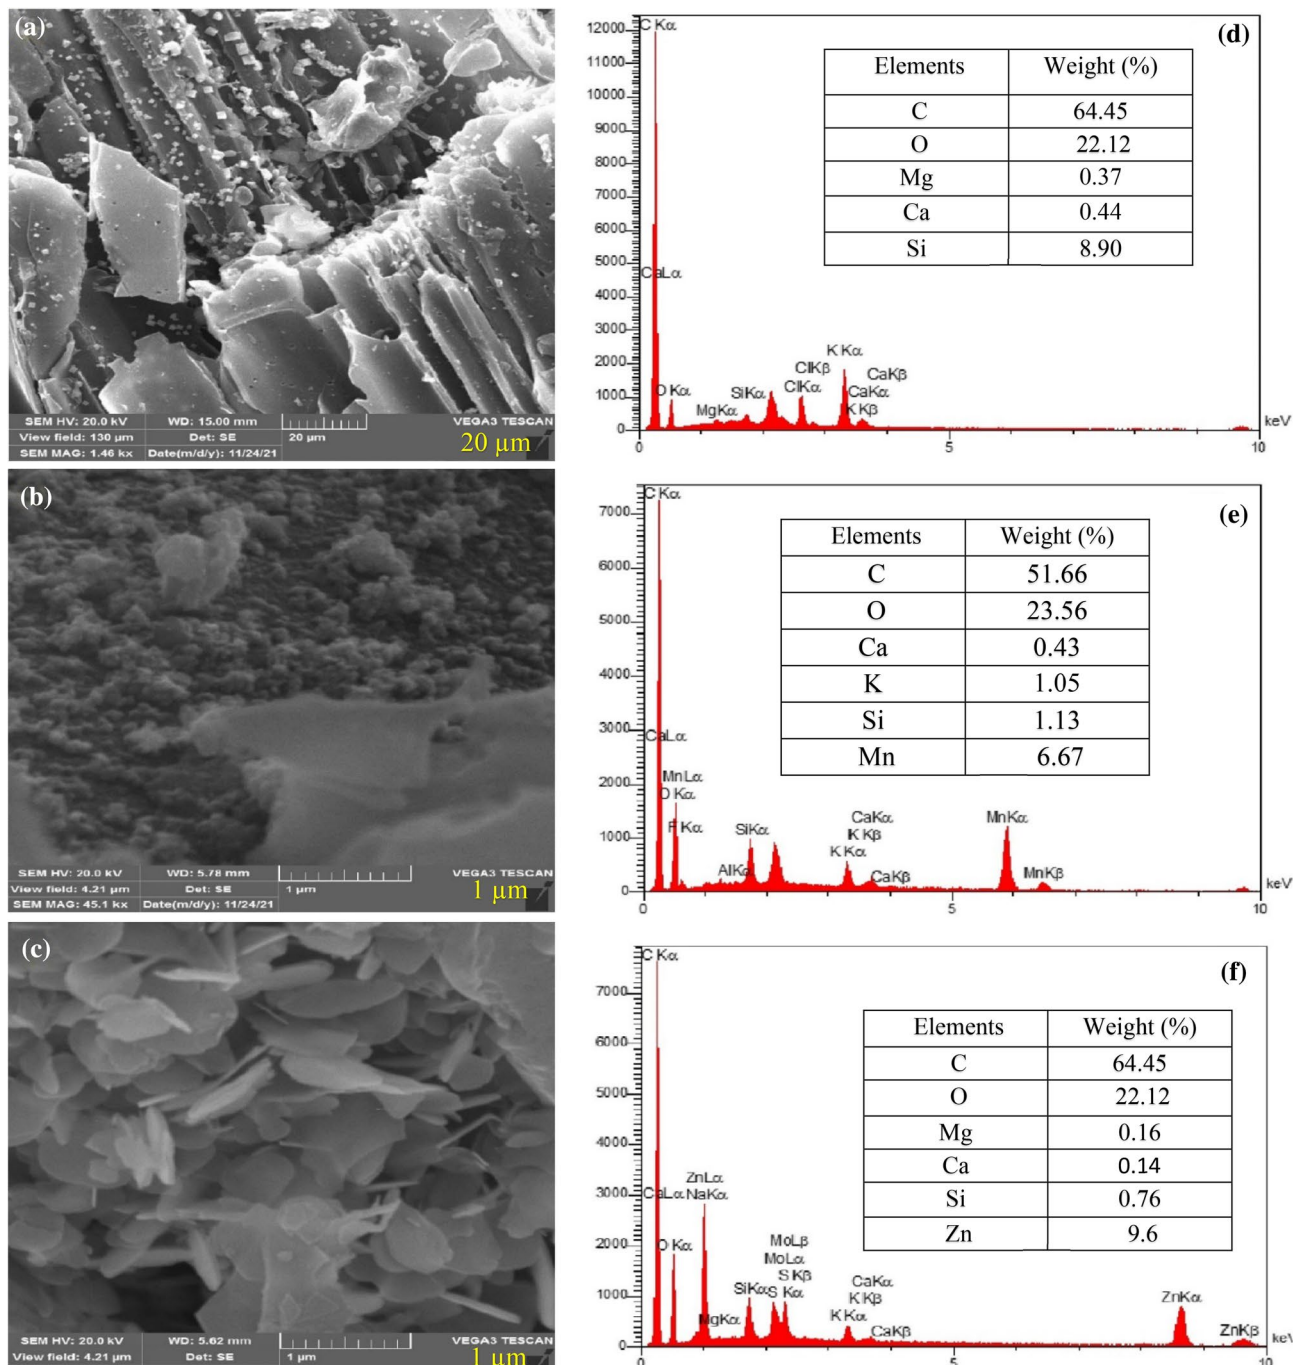 (a)
SEM HV: 20.0 kV WD: 15.00 mm VEGA3 TESCAN
View field: 130 µm Det: SE 20 µm 20 µm
SEM MAG: 1.46 kx Date(m/d/y): 11/24/21
(d)
12000
11000
10000
9000
8000
7000
6000
5000
4000
3000
2000
1000
0
C Kα
CaLα
O Kα
MgKα
SiKα
ClKβ
ClKα
K Kα
CaKβ
CaKα
K Kβ
0 5 10
keV
Elements Weight (%)
C 64.45
O 22.12
Mg 0.37
Ca 0.44
Si 8.90
(b)
SEM HV: 20.0 kV WD: 5.78 mm VEGA3 TESCAN
View field: 4.21 µm Det: SE 1 µm 1 µm
SEM MAG: 45.1 kx Date(m/d/y): 11/24/21
(e)
7000
6000
5000
4000
3000
2000
1000
0
C Kα
CaLα
MnLα
O Kα
F Kα
AlKα
SiKα
CaKα
K Kβ
K Kα
CaKβ
MnKα
MnKβ
0 5 10
keV
Elements Weight (%)
C 51.66
O 23.56
Ca 0.43
K 1.05
Si 1.13
Mn 6.67
(c)
SEM HV: 20.0 kV WD: 5.62 mm VEGA3 TESCAN
View field: 4.21 µm Det: SE 1 µm 1 µm
(f)
7000
6000
5000
4000
3000
2000
1000
0
C Kα
CaLα
O Kα
ZnLα
NaKα
MgKα
SiKα
MoLβ
MoLα
S Kβ
S Kα
CaKα
K Kβ
K Kα
CaKβ
ZnKα
ZnKβ
0 5 10
keV
Elements Weight (%)
C 64.45
O 22.12
Mg 0.16
Ca 0.14
Si 0.76
Zn 9.6